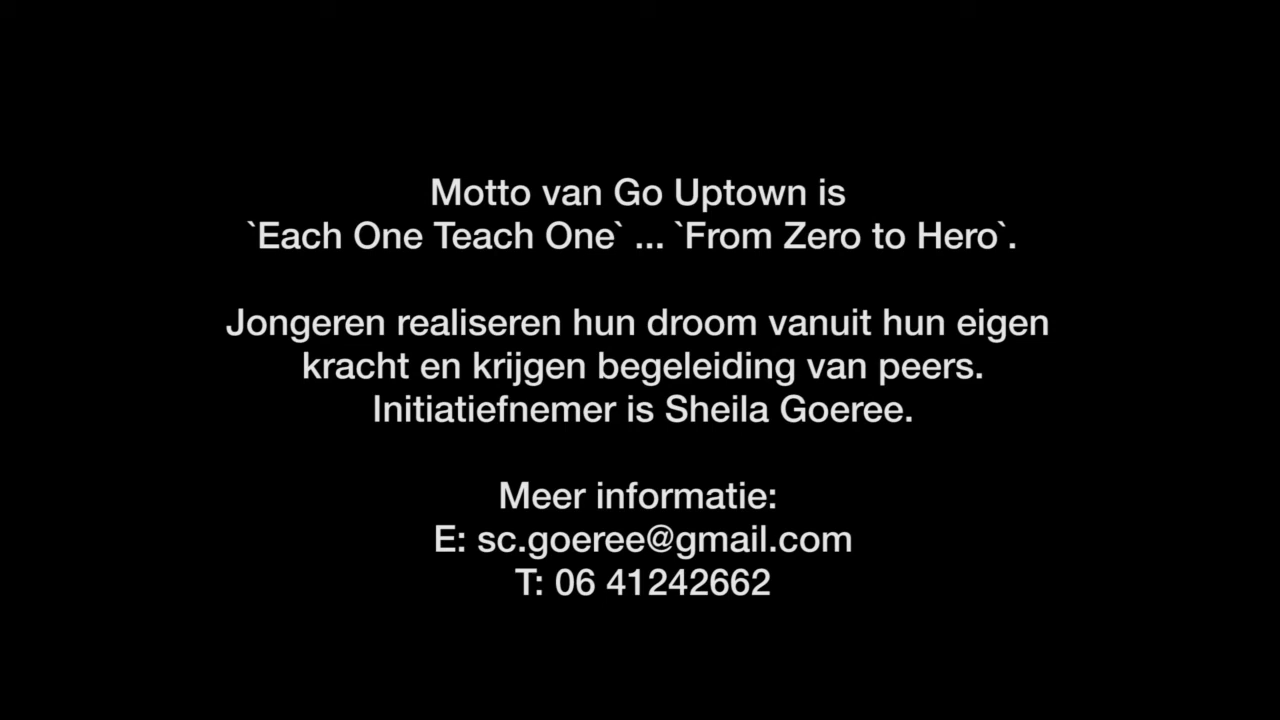 Motto van Go Uptown is
`Each One Teach One` ... `From Zero to Hero`.
Jongeren realiseren hun droom vanuit hun eigen
kracht en krijgen begeleiding van peers.
Initiatiefnemer is Sheila Goeree.
Meer informatie:
E: sc.goeree@gmail.com
T: 06 41242662